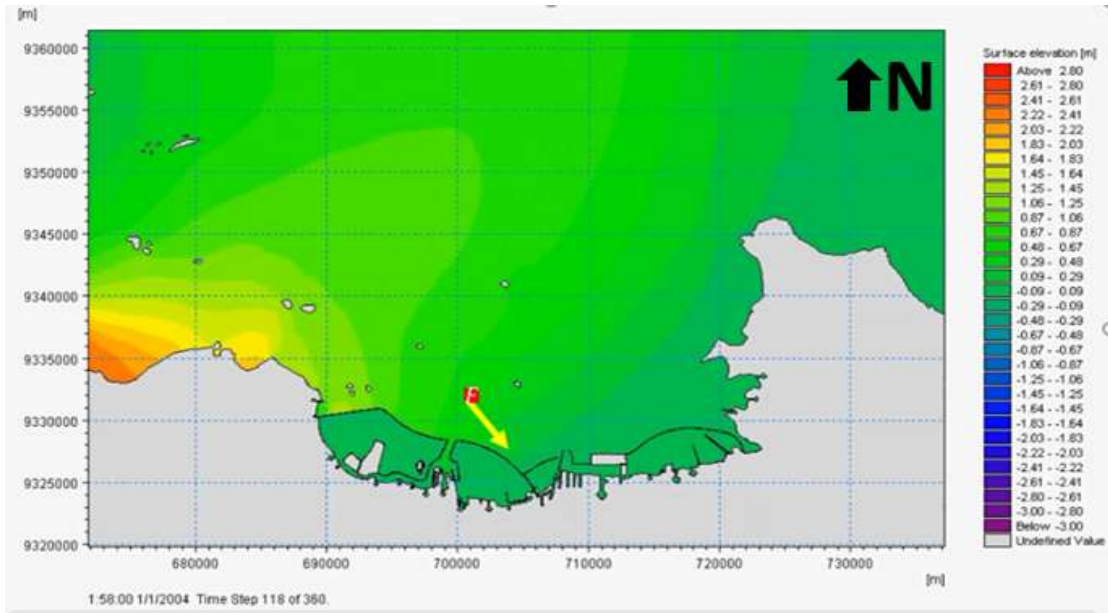 [m]
N
9360000
9355000
9350000
9345000
9340000
9335000
9330000
9325000
9320000
680000
690000
700000
710000
720000
730000
[m]
1:58:00 1/1/2004 Time Step 118 of 360.
Surface elevation [m]
Above 2.80
2.61 - 2.80
2.41 - 2.61
2.22 - 2.41
2.03 - 2.22
1.83 - 2.03
1.64 - 1.83
1.45 - 1.64
1.25 - 1.45
1.06 - 1.25
0.87 - 1.06
0.67 - 0.87
0.48 - 0.67
0.29 - 0.48
0.09 - 0.29
-0.09 - 0.09
-0.29 - -0.09
-0.48 - -0.29
-0.67 - -0.48
-0.87 - -0.67
-1.06 - -0.87
-1.25 - -1.06
-1.45 - -1.25
-1.64 - -1.45
-1.83 - -1.64
-2.03 - -1.83
-2.22 - -2.03
-2.41 - -2.22
-2.61 - -2.41
-2.80 - -2.61
-3.00 - -2.80
Below -3.00
Undefined Value